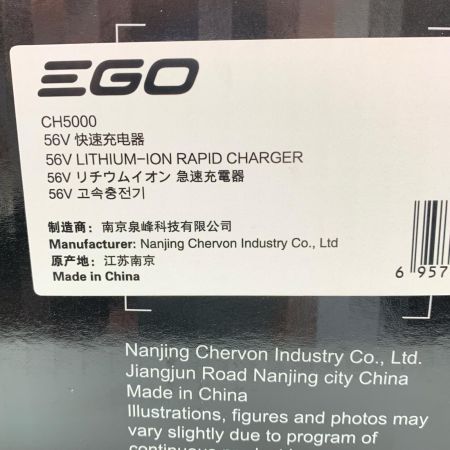 EGO
CH5000
56V 快速充电器
56V LITHIUM-ION RAPID CHARGER
56V リチウムイオン 急速充電器
56V 고속충전기
制造商：南京泉峰科技有限公司
Manufacturer: Nanjing Chervon Industry Co., Ltd
原产地：江苏南京
Made in China
6 957
Nanjing Chervon Industry Co., Ltd.
Jiangjun Road Nanjing city China
Made in China
Illustrations, figures and photos may
vary slightly due to program of